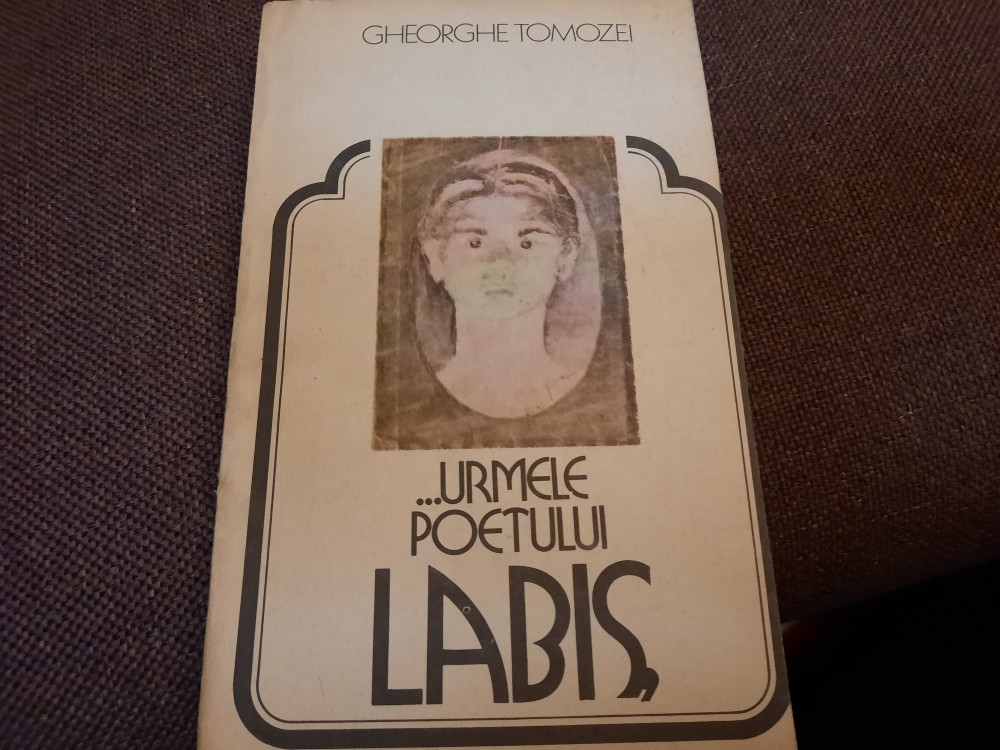 GHEORGHE TOMOZEI
...URMELE
POETULUI
LABIȘ